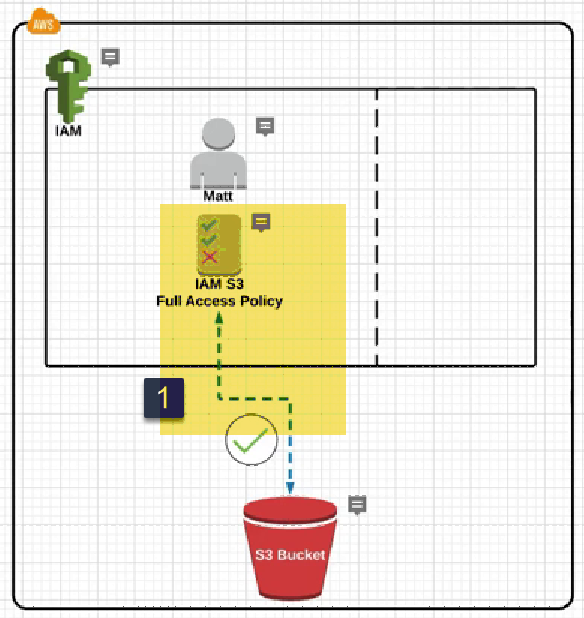 AWS
IAM
Matt
IAM S3
Full Access Policy
1
S3 Bucket